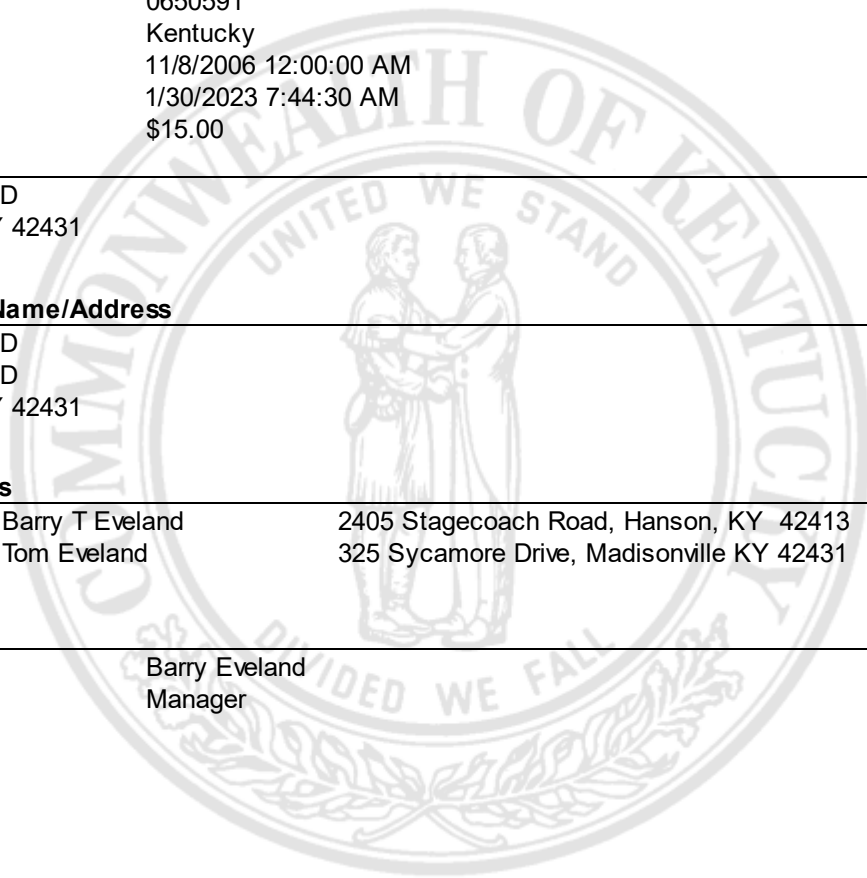 0650591
Kentucky
11/8/2006 12:00:00 AM
1/30/2023 7:44:30 AM
$15.00
D
42431
Name/Address
D
D
42431
s
Barry T Eveland 2405 Stagecoach Road, Hanson, KY 42413
Tom Eveland 325 Sycamore Drive, Madisonville KY 42431
Barry Eveland
Manager
COMMONWEALTH OF KENTUCKY
UNITED WE STAND
DIVIDED WE FALL